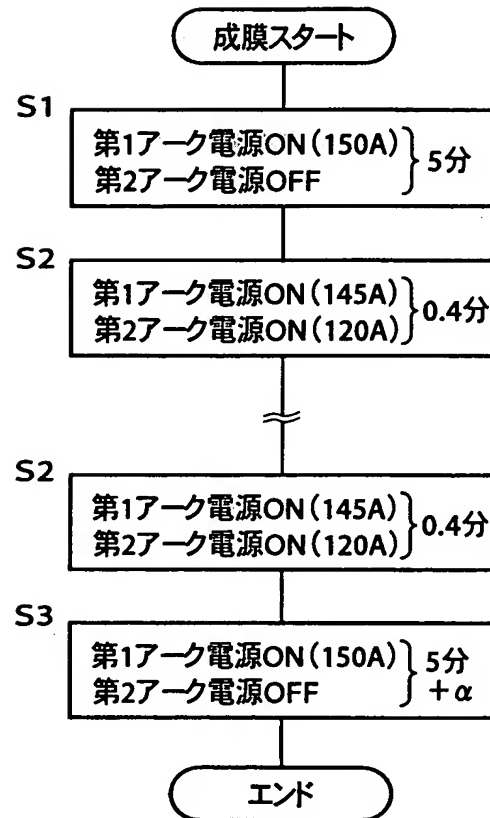 成膜スタート
S1
第1アーク電源ON(150A)
第2アーク電源OFF
5分
S2
第1アーク電源ON(145A)
第2アーク電源ON(120A)
0.4分
S2
第1アーク電源ON(145A)
第2アーク電源ON(120A)
0.4分
S3
第1アーク電源ON(150A)
第2アーク電源OFF
5分
+α
エンド